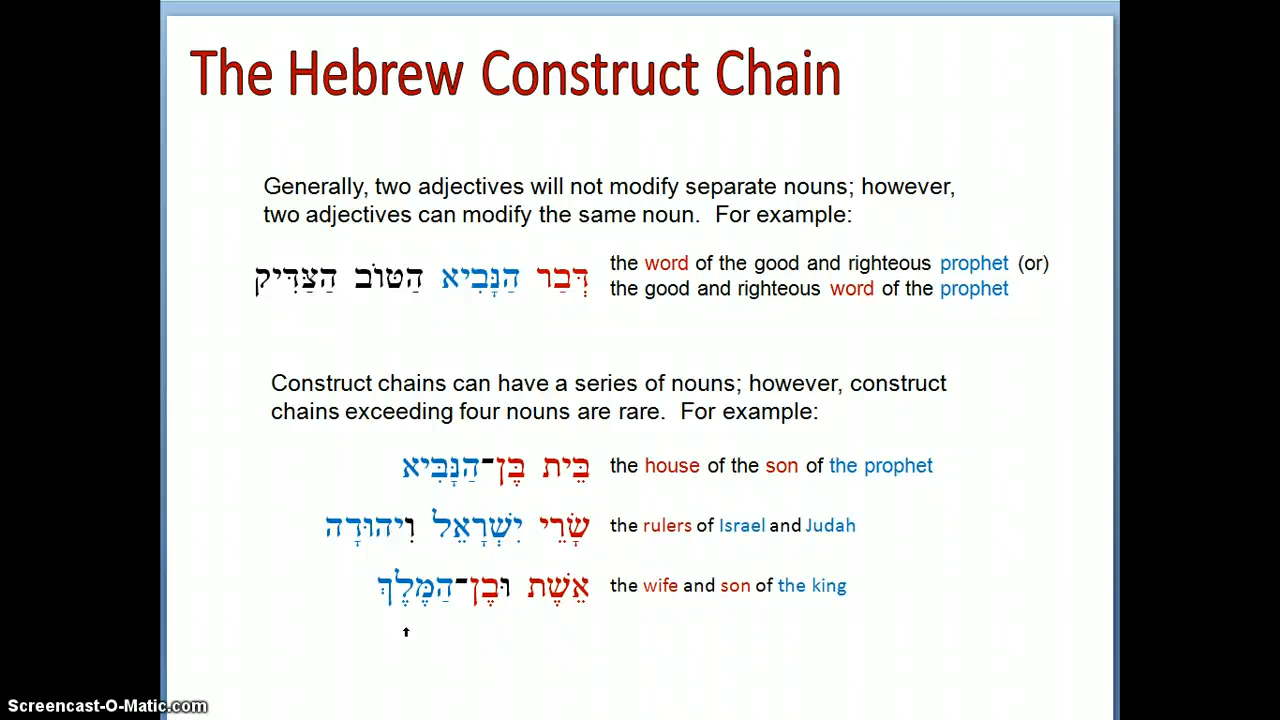 The Hebrew Construct Chain
Generally, two adjectives will not modify separate nouns; however,
two adjectives can modify the same noun. For example:
דְּבַר הַנָּבִיא הַטּוֹב הַצַּדִּיק
the word of the good and righteous prophet (or)
the good and righteous word of the prophet
Construct chains can have a series of nouns; however, construct
chains exceeding four nouns are rare. For example:
בֵּית בֶּן־הַנָּבִּיא the house of the son of the prophet
שָׂרֵי יִשְׂרָאֵל וִיהוּדָה the rulers of Israel and Judah
אֵשֶׁת וּבֶן־הַמֶּלֶךְ the wife and son of the king
Screencast-O-Matic.com